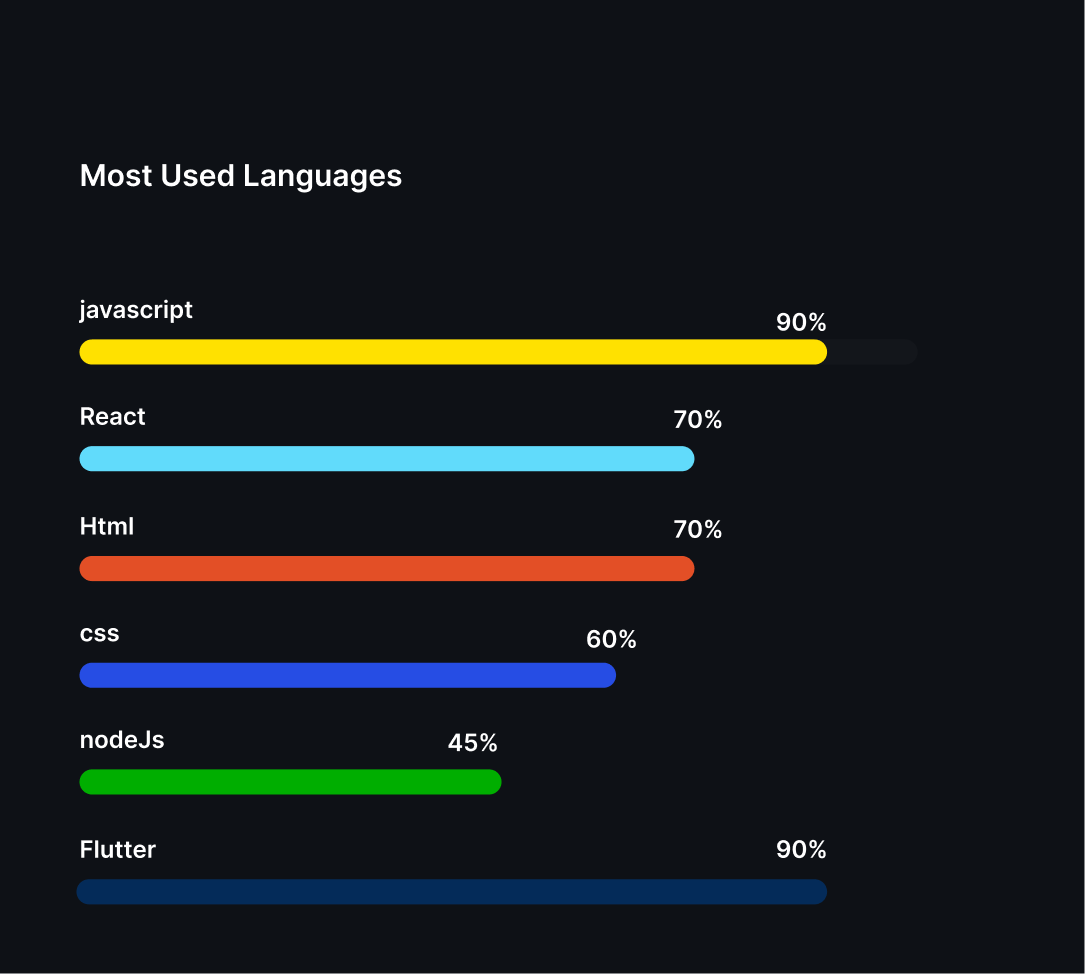 Most Used Languages
javascript
90%
React
70%
Html
70%
css
60%
nodeJs
45%
Flutter
90%